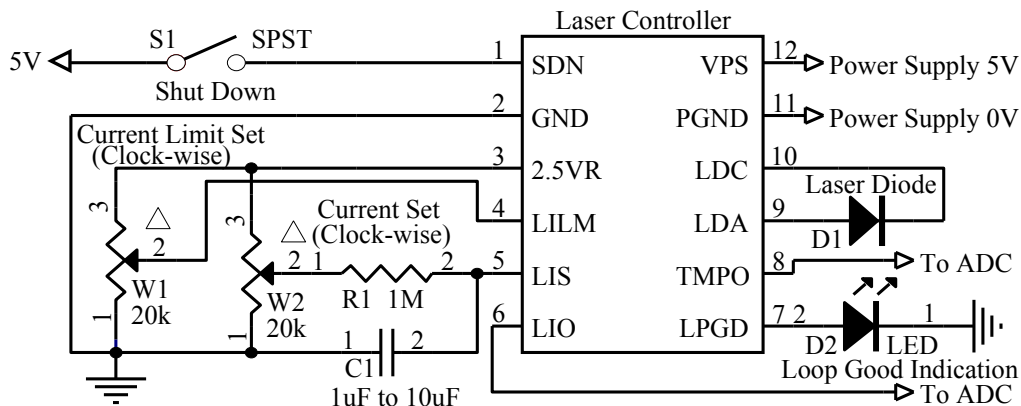 Laser Controller
5V
S1
SPST
Shut Down
1
SDN
VPS
12
Power Supply 5V
2
GND
PGND
11
Power Supply 0V
Current Limit Set
(Clock-wise)
3
2.5VR
LDC
10
Laser Diode
4
LILM
LDA
9
D1
3
2
W1
20k
1
3
Current Set
(Clock-wise)
2
W2
20k
1
1
R1
1M
2
5
LIS
TMPO
8
To ADC
6
LIO
LPGD
7
2
D2
LED
1
Loop Good Indication
1
C1
2
1uF to 10uF
To ADC